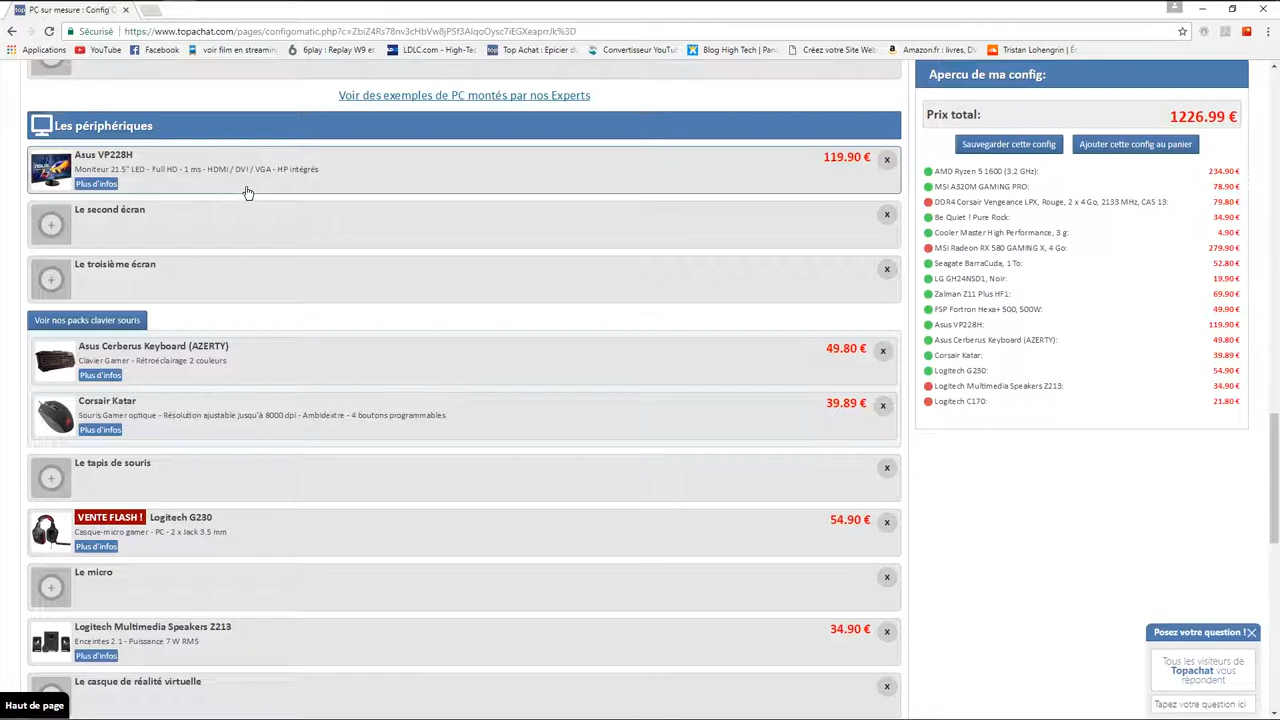 PC sur mesure : Config'O
Sécurisé
https://www.topachat.com/pages/configomatic.php?c=ZbiZ4Rs78nv3cHbVw8jPSf3AIqoOysc7iEGXeaprrJk%3D
Applications
YouTube
Facebook
voir film en streamin
6play : Replay W9 et
LDLC.com - High-Tec
Top Achat : Spécialis
Convertisseur YouTu
King High Tech | Pan
Créez votre Site Web
Amazon.fr : livres, DV
Tristan Lohengrin | Éc
Voir des exemples de PC montés par nos Experts
Les périphériques
Asus VP228H
Moniteur 21.5" LED - Full HD - 1 ms - HDMI / DVI / VGA - HP intégrés
Plus d'infos
119.90 €
x
Le second écran
x
Le troisième écran
x
Voir nos packs clavier souris
Asus Cerberus Keyboard (AZERTY)
Clavier Gamer - Rétroéclairage 2 couleurs
Plus d'infos
49.80 €
x
Corsair Katar
Souris Gamer optique - Résolution ajustable jusqu'à 8000 dpi - Ambidextre - 4 boutons programmables
Plus d'infos
39.89 €
x
Le tapis de souris
x
VENTE FLASH ! Logitech G230
Casque-micro gamer - PC - 2 x Jack 3.5 mm
Plus d'infos
54.90 €
x
Le micro
x
Logitech Multimedia Speakers Z213
Enceintes 2.1 - Puissance 7 W RMS
Plus d'infos
34.90 €
x
Le casque de réalité virtuelle
x
Haut de page
Apercu de ma config:
Prix total: 1226.99 €
Sauvegarder cette config
Ajouter cette config au panier
AMD Ryzen 5 1600 (3.2 GHz): 234.90 €
MSI A320M GAMING PRO: 78.90 €
DDR4 Corsair Vengeance LPX, Rouge, 2 x 4 Go, 2133 MHz, CAS 13: 79.80 €
Be Quiet ! Pure Rock: 34.90 €
Cooler Master High Performance, 3 g: 4.90 €
MSI Radeon RX 580 GAMING X, 4 Go: 279.90 €
Seagate BarraCuda, 1 To: 52.80 €
LG GH24NSD1, Noir: 19.90 €
Zalman Z11 Plus HF1: 69.90 €
FSP Fortron Hexa+ 500, 500W: 49.90 €
Asus VP228H: 119.90 €
Asus Cerberus Keyboard (AZERTY): 49.80 €
Corsair Katar: 39.89 €
Logitech G230: 54.90 €
Logitech Multimedia Speakers Z213: 34.90 €
Logitech C170: 21.80 €
Posez votre question !
Tous les visiteurs de
Topachat vous
répondent
Tapez votre question ici